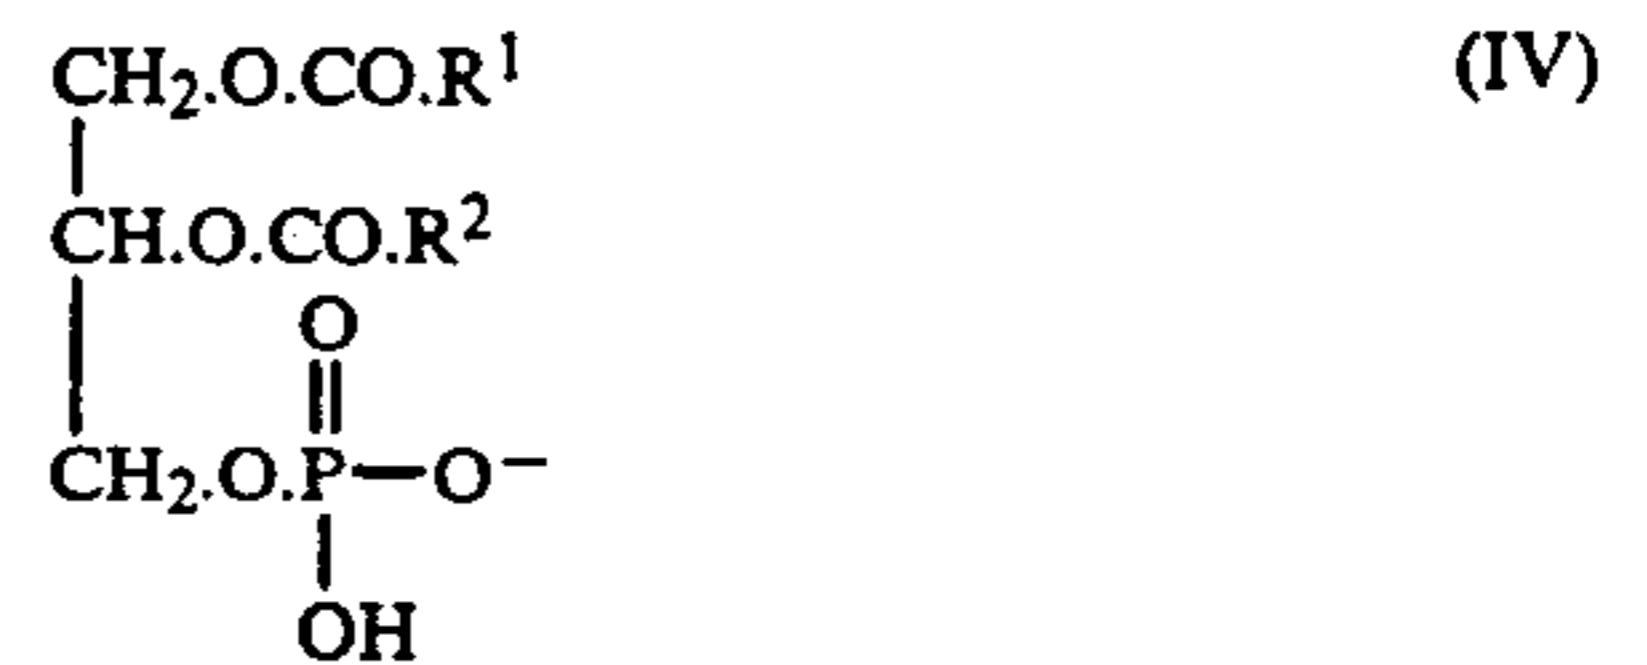 CH₂.O.CO.R¹ (IV)
CH.O.CO.R²
O
CH₂.O.P—O⁻
OH